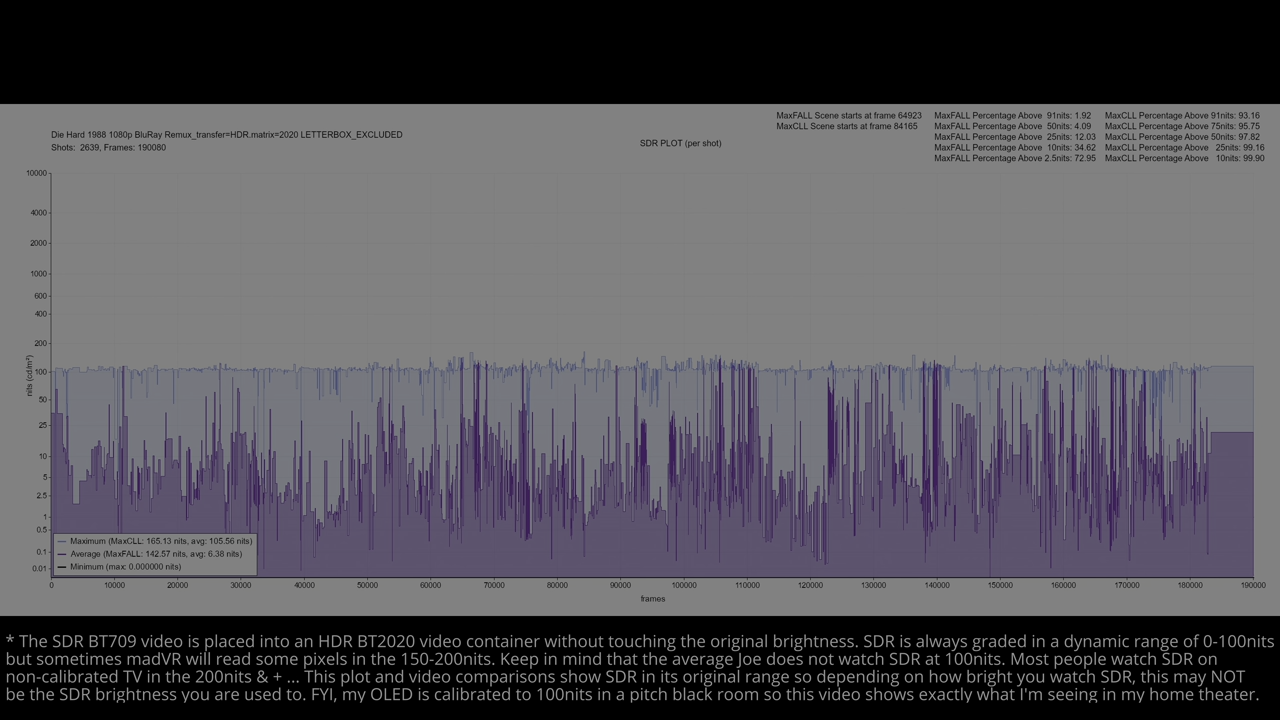 MaxFALL Scene starts at frame 64923
MaxCLL Scene starts at frame 84165
MaxFALL Percentage Above 91nits: 1.92
MaxFALL Percentage Above 50nits: 4.09
MaxFALL Percentage Above 25nits: 12.03
MaxFALL Percentage Above 10nits: 34.62
MaxFALL Percentage Above 2.5nits: 72.95
MaxCLL Percentage Above 91nits: 93.16
MaxCLL Percentage Above 75nits: 95.75
MaxCLL Percentage Above 50nits: 97.82
MaxCLL Percentage Above 25nits: 99.16
MaxCLL Percentage Above 10nits: 99.90
Die Hard 1988 1080p BluRay Remux_transfer=HDR.matrix=2020 LETTERBOX_EXCLUDED
Shots: 2639, Frames: 190080
SDR PLOT (per shot)
10000
4000
2000
1000
600
400
200
100
50
25
10
5
2.5
1
0.5
0.1
0.01
nits (cd/m²)
Maximum (MaxCLL: 165.13 nits, avg: 105.56 nits)
Average (MaxFALL: 142.57 nits, avg: 6.38 nits)
Minimum (max: 0.000000 nits)
0 10000 20000 30000 40000 50000 60000 70000 80000 90000 100000 110000 120000 130000 140000 150000 160000 170000 180000 190000
frames
* The SDR BT709 video is placed into an HDR BT2020 video container without touching the original brightness. SDR is always graded in a dynamic range of 0-100nits
but sometimes madVR will read some pixels in the 150-200nits. Keep in mind that the average Joe does not watch SDR at 100nits. Most people watch SDR on
non-calibrated TV in the 200nits & + ... This plot and video comparisons show SDR in its original range so depending on how bright you watch SDR, this may NOT
be the SDR brightness you are used to. FYI, my OLED is calibrated to 100nits in a pitch black room so this video shows exactly what I'm seeing in my home theater.